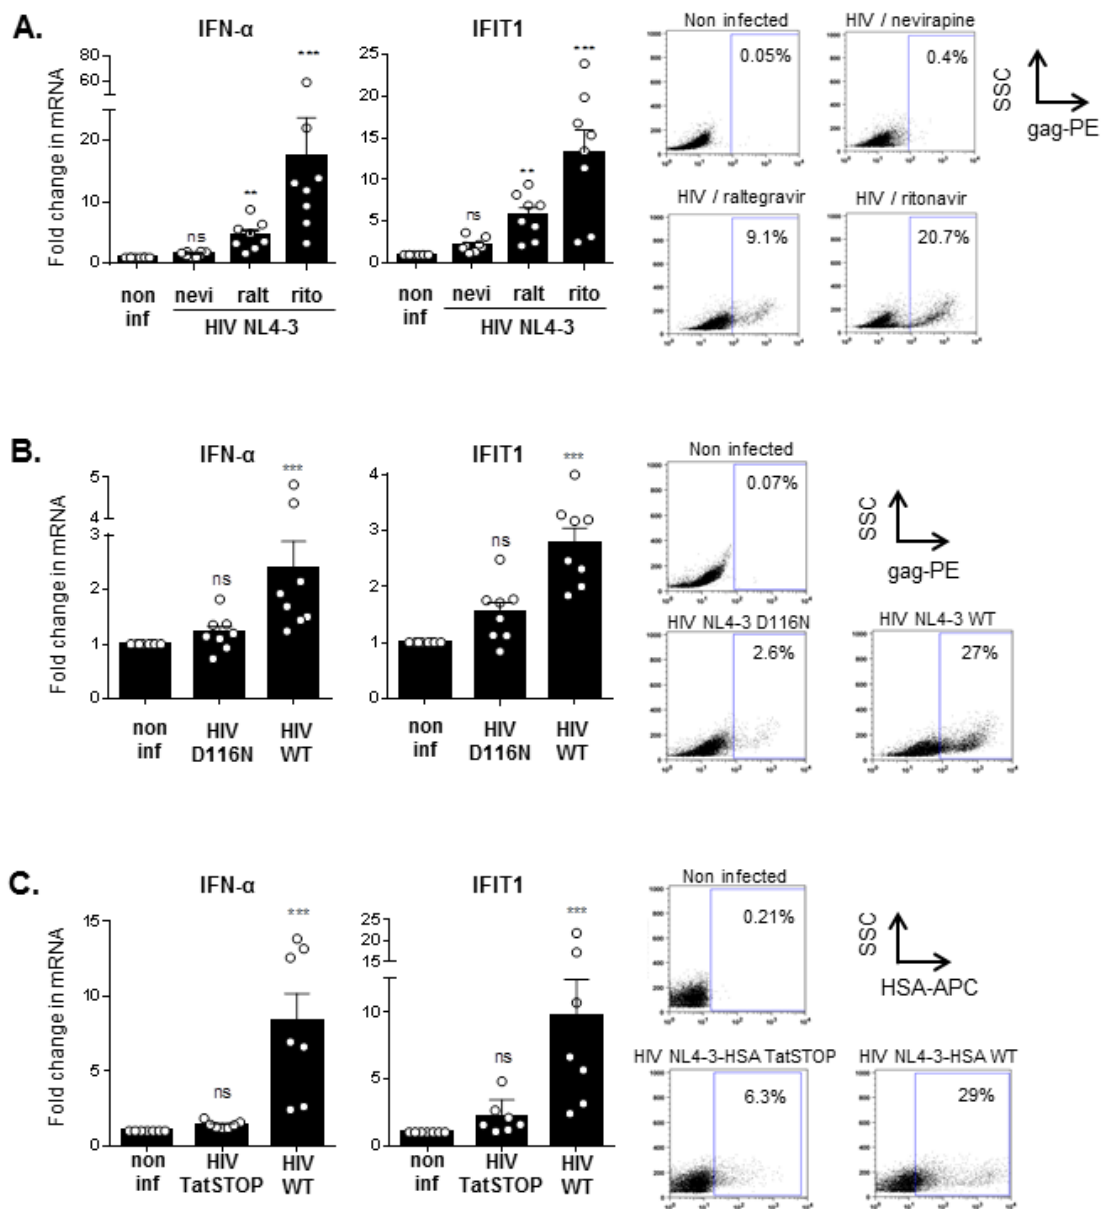 A.
IFN-α
Fold change in mRNA
80
60
20
10
0
ns
**
***
non inf
nevi
ralt
rito
HIV NL4-3
IFIT1
25
20
15
10
5
0
ns
**
***
non inf
nevi
ralt
rito
HIV NL4-3
Non infected
0.05%
HIV / nevirapine
0.4%
SSC
gag-PE
HIV / raltegravir
9.1%
HIV / ritonavir
20.7%
B.
IFN-α
Fold change in mRNA
5
4
3
2
1
0
ns
***
non inf
HIV D116N
HIV WT
IFIT1
4
3
2
1
0
ns
***
non inf
HIV D116N
HIV WT
Non infected
0.07%
SSC
gag-PE
HIV NL4-3 D116N
2.6%
HIV NL4-3 WT
27%
C.
IFN-α
Fold change in mRNA
15
10
5
0
ns
***
non inf
HIV TatSTOP
HIV WT
IFIT1
25
20
15
10
5
0
ns
***
non inf
HIV TatSTOP
HIV WT
Non infected
0.21%
SSC
HSA-APC
HIV NL4-3-HSA TatSTOP
6.3%
HIV NL4-3-HSA WT
29%